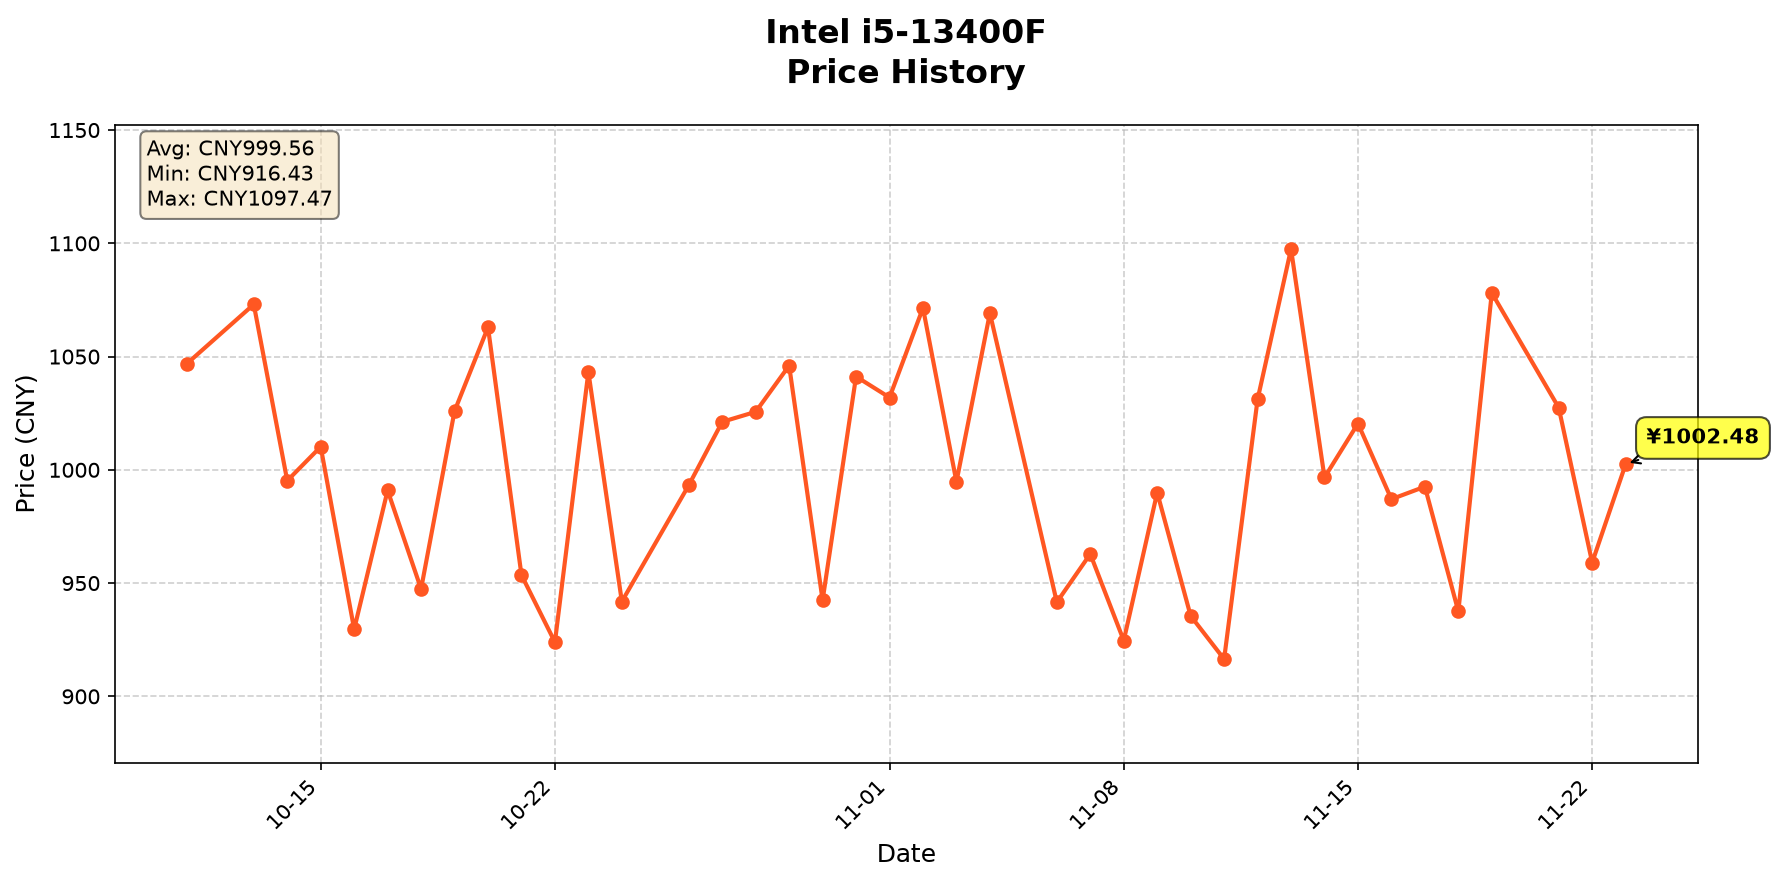 Intel i5-13400F
Price History
Avg: CNY999.56
Min: CNY916.43
Max: CNY1097.47
1150
1100
1050
1000
950
900
Price (CNY)
¥1002.48
10-15
10-22
11-01
11-08
11-15
11-22
Date